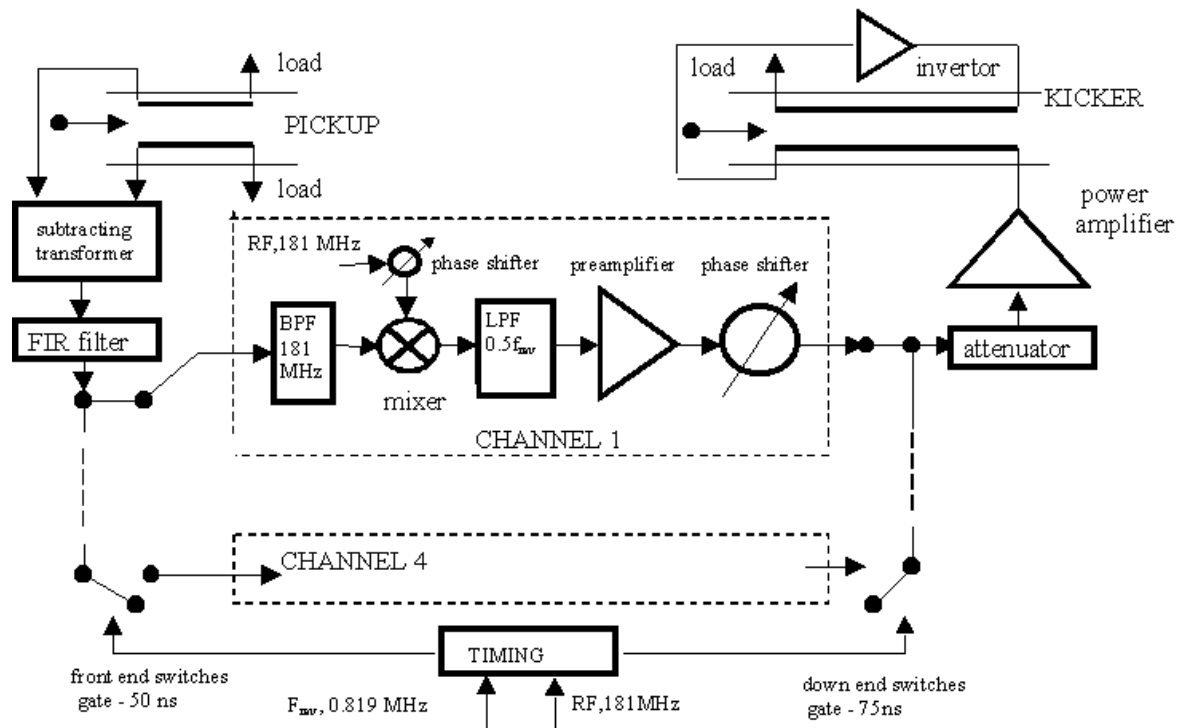 load
PICKUP
load
load
invertor
KICKER
subtracting
transformer
FIR filter
RF,181 MHz
phase shifter
preamplifier
phase shifter
BPF
181
MHz
mixer
LPF
0.5f_rev
power
amplifier
attenuator
CHANNEL 1
CHANNEL 4
TIMING
front end switches
gate - 50 ns
F_rev, 0.819 MHz
RF,181MHz
down end switches
gate - 75ns